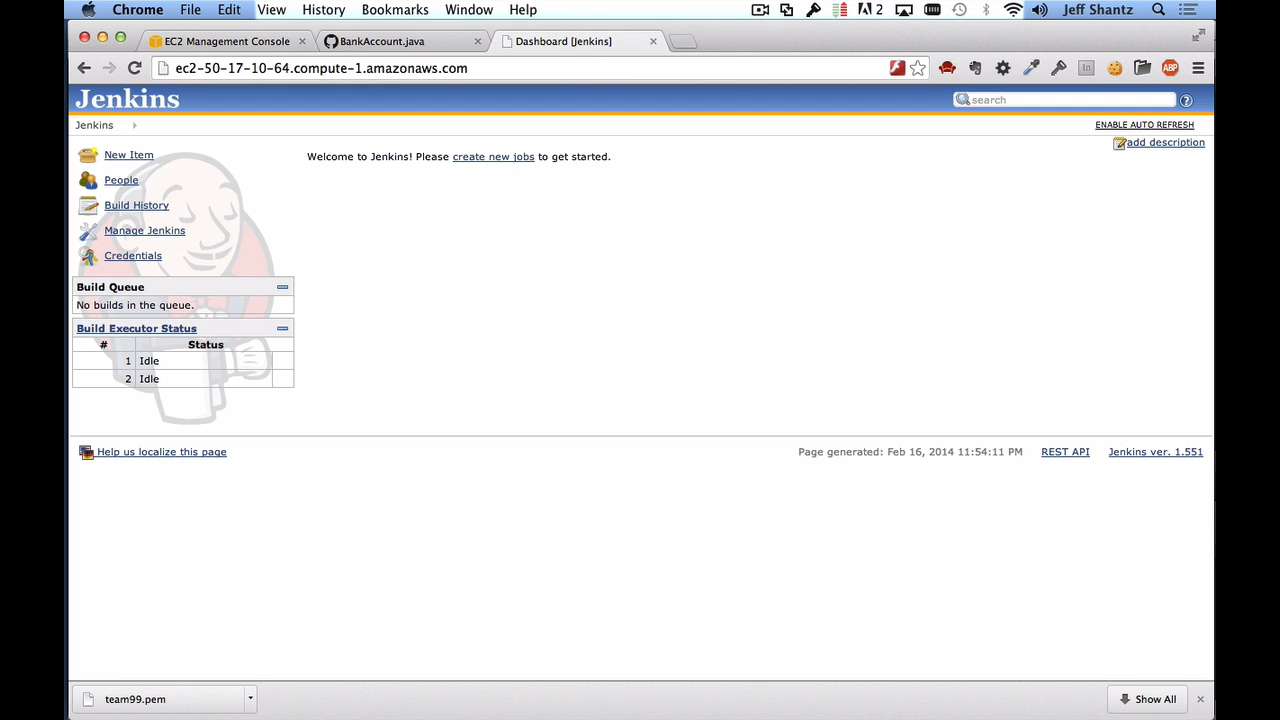 Chrome File Edit View History Bookmarks Window Help 2 Jeff Shantz
EC2 Management Console BankAccount.java Dashboard [Jenkins]
ec2-50-17-10-64.compute-1.amazonaws.com In ABP
Jenkins search ?
Jenkins ENABLE AUTO REFRESH
add description
New Item Welcome to Jenkins! Please create new jobs to get started.
People
Build History
Manage Jenkins
Credentials
Build Queue
No builds in the queue.
Build Executor Status
# Status
1 Idle
2 Idle
Help us localize this page Page generated: Feb 16, 2014 11:54:11 PM REST API Jenkins ver. 1.551
team99.pem Show All